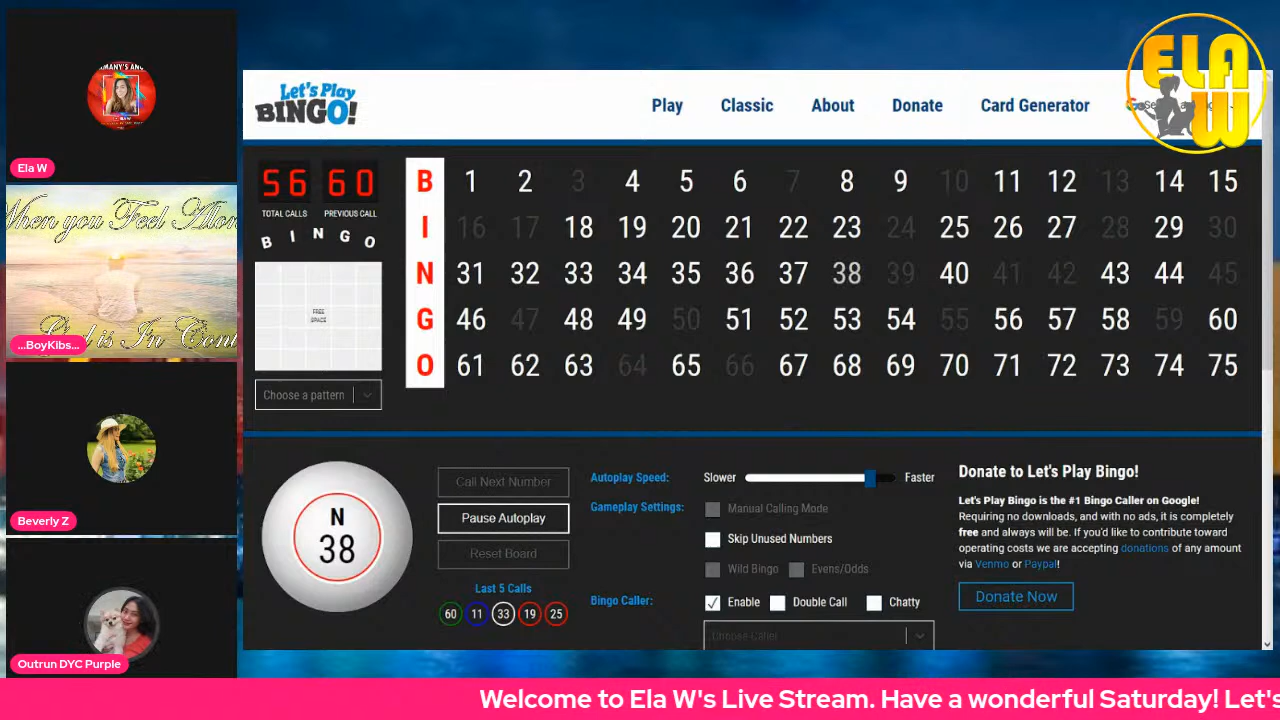 MANY'S AN
Ela W
When you Feel Alon
God is In Cont
...BoyKIbs...
Beverly Z
Outrun DYC Purple
Let's Play
BINGO!
Play Classic About Donate Card Generator
ELA
W
56 60
TOTAL CALLS PREVIOUS CALL
B I N G O
FREE
SPACE
Choose a pattern
B 1 2 3 4 5 6 7 8 9 10 11 12 13 14 15
I 16 17 18 19 20 21 22 23 24 25 26 27 28 29 30
N 31 32 33 34 35 36 37 38 39 40 41 42 43 44 45
G 46 47 48 49 50 51 52 53 54 55 56 57 58 59 60
O 61 62 63 64 65 66 67 68 69 70 71 72 73 74 75
N
38
Call Next Number
Pause Autoplay
Reset Board
Last 5 Calls
60 11 33 19 25
Autoplay Speed: Slower Faster
Gameplay Settings: Manual Calling Mode
Skip Unused Numbers
Wild Bingo Evens/Odds
Bingo Caller: Enable Double Call Chatty
Choose Caller
Donate to Let's Play Bingo!
Let's Play Bingo is the #1 Bingo Caller on Google!
Requiring no downloads, and with no ads, it is completely
free and always will be. If you'd like to contribute toward
operating costs we are accepting donations of any amount
via Venmo or Paypal!
Donate Now
Welcome to Ela W's Live Stream. Have a wonderful Saturday! Let's